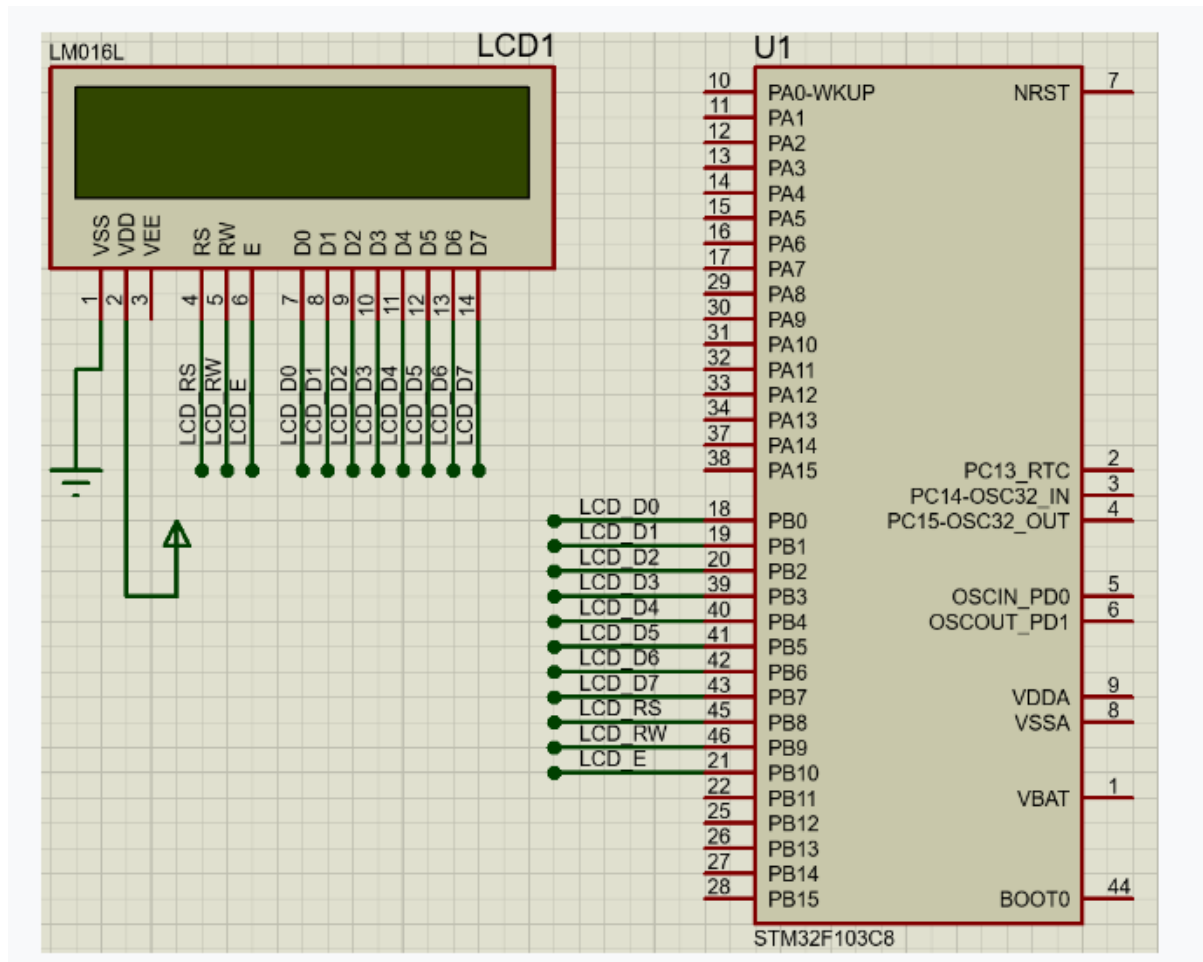 LM016L
LCD1
VSS
VDD
VEE
RS
RW
E
D0
D1
D2
D3
D4
D5
D6
D7
1
2
3
4
5
6
7
8
9
10
11
12
13
14
LCD_RS
LCD_RW
LCD_E
LCD_D0
LCD_D1
LCD_D2
LCD_D3
LCD_D4
LCD_D5
LCD_D6
LCD_D7
U1
10 PA0-WKUP NRST 7
11 PA1
12 PA2
13 PA3
14 PA4
15 PA5
16 PA6
17 PA7
29 PA8
30 PA9
31 PA10
32 PA11
33 PA12
34 PA13
37 PA14
38 PA15 PC13_RTC 2
PC14-OSC32_IN 3
LCD_D0 18 PB0 PC15-OSC32_OUT 4
LCD_D1 19 PB1
LCD_D2 20 PB2
LCD_D3 39 PB3 OSCIN_PD0 5
LCD_D4 40 PB4 OSCOUT_PD1 6
LCD_D5 41 PB5
LCD_D6 42 PB6
LCD_D7 43 PB7 VDDA 9
LCD_RS 45 PB8 VSSA 8
LCD_RW 46 PB9
LCD_E 21 PB10
22 PB11 VBAT 1
25 PB12
26 PB13
27 PB14
28 PB15 BOOT0 44
STM32F103C8